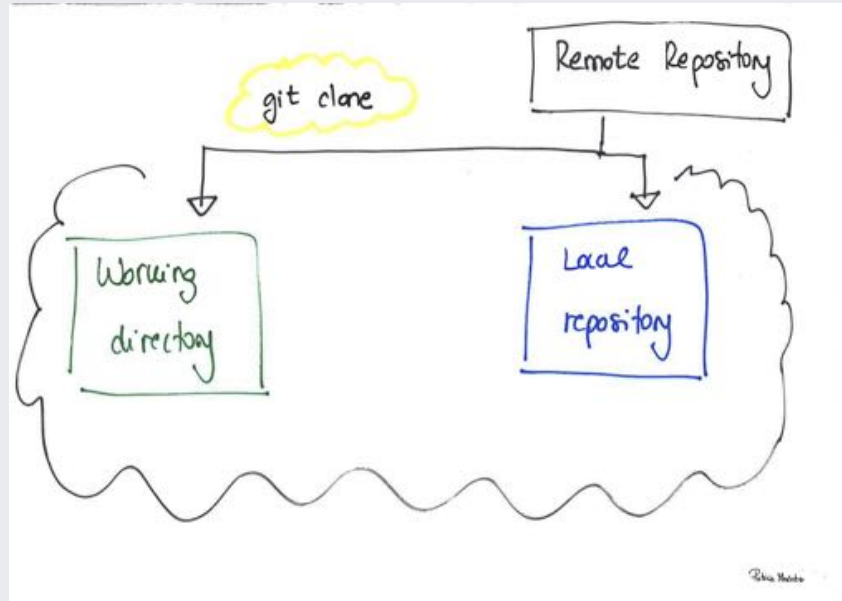 Remote Repository
git clone
Working
directory
Local
repository